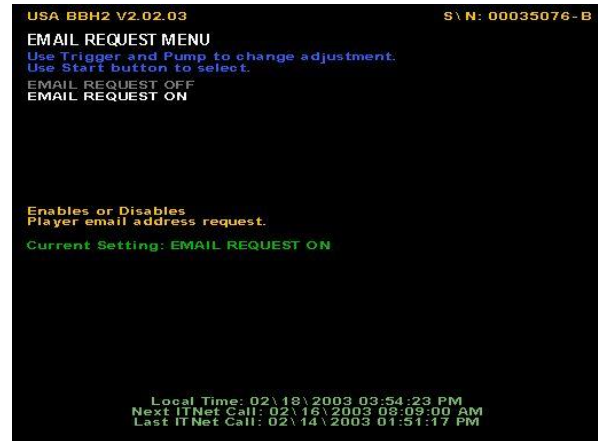 USA BBH2 V2.02.03
S\N: 00035076-B
EMAIL REQUEST MENU
Use Trigger and Pump to change adjustment.
Use Start button to select.
EMAIL REQUEST OFF
EMAIL REQUEST ON
Enables or Disables
Player email address request.
Current Setting: EMAIL REQUEST ON
Local Time: 02\18\2003 03:54:23 PM
Next ITNet Call: 02\16\2003 08:09:00 AM
Last ITNet Call: 02\14\2003 01:51:17 PM